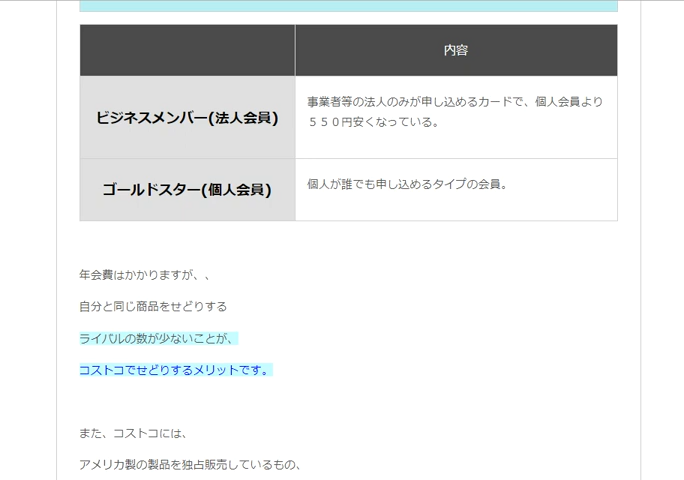 内容
ビジネスメンバー(法人会員)
事業者等の法人のみが申し込めるカードで、個人会員より
５５０円安くなっている。
ゴールドスター(個人会員)
個人が誰でも申し込めるタイプの会員。
年会費はかかりますが、、
自分と同じ商品をせどりする
ライバルの数が少ないことが、
コストコでせどりするメリットです。
また、コストコには、
アメリカ製の製品を独占販売しているもの、